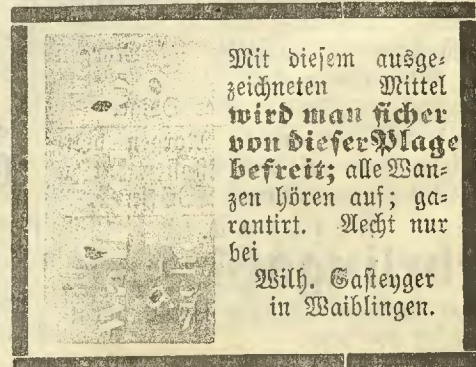 Mit diesem ausge-
zeichneten Mittel
wird man sicher
von dieser Plage
befreit; alle Wan-
zen hören auf; ga-
rantirt. Aecht nur
bei
Wilh. Gasteyger
in Waiblingen.